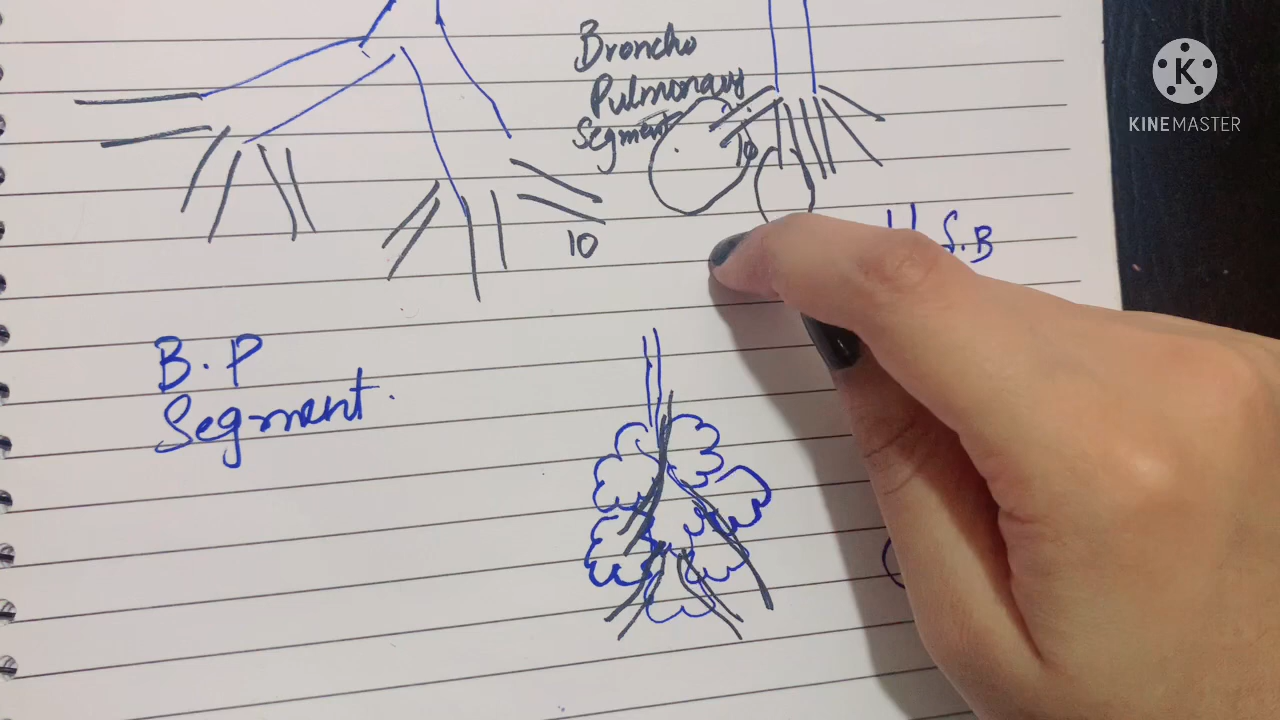 Broncho
Pulmonary
Segment
10
10
S.B
B.P
Segment.
K
KINEMASTER